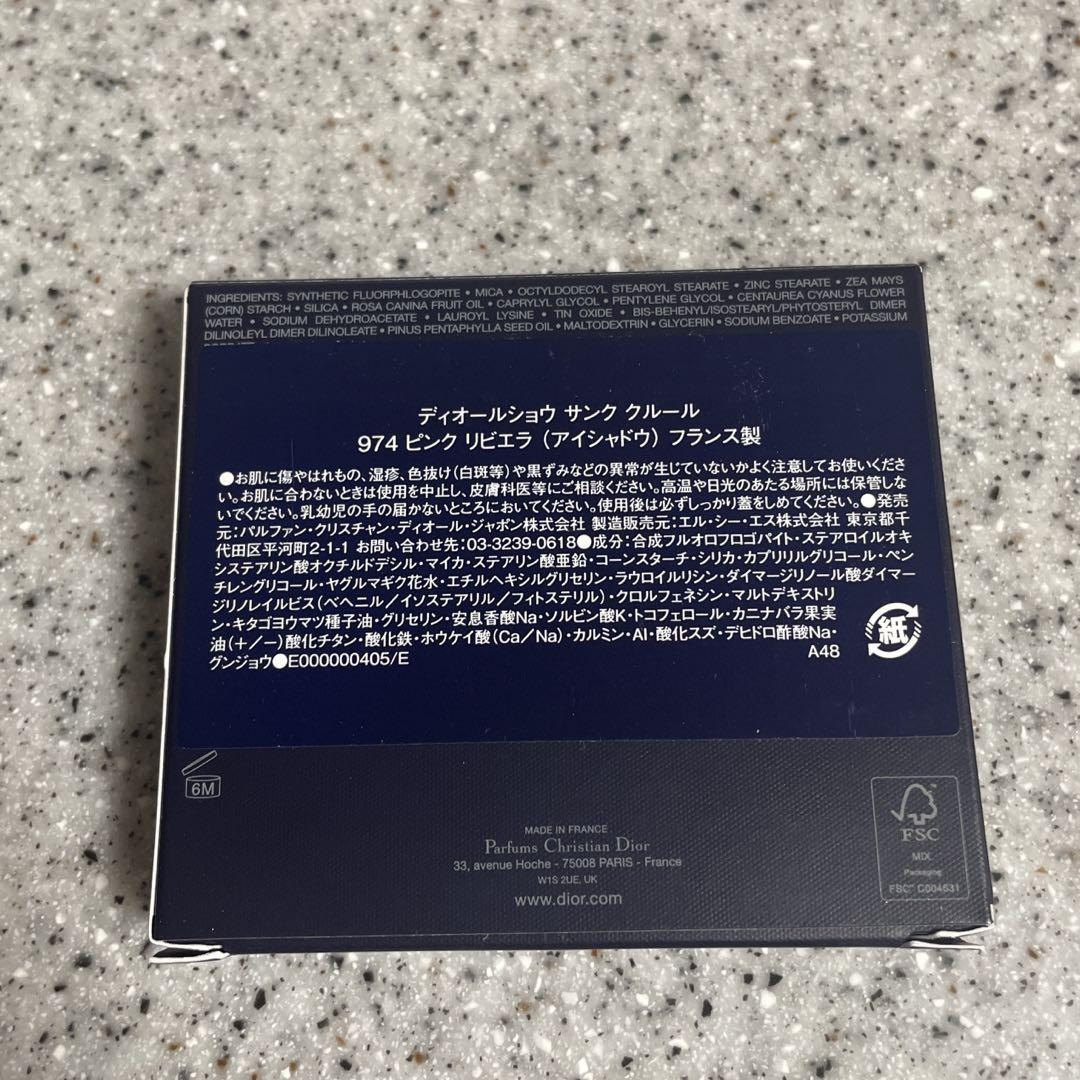 INGREDIENTS: SYNTHETIC FLUORPHLOGOPITE • MICA • OCTYLDODECYL STEAROYL STEARATE • ZINC STEARATE • ZEA MAYS
(CORN) STARCH • SILICA • ROSA CANINA FRUIT OIL • CAPRYLYL GLYCOL • PENTYLENE GLYCOL • CENTAUREA CYANUS FLOWER
WATER • SODIUM DEHYDROACETATE • LAUROYL LYSINE • TIN OXIDE • BIS-BEHENYL/ISOSTEARYL/PHYTOSTERYL DIMER
DILINOLEYL DIMER DILINOLEATE • PINUS PENTAPHYLLA SEED OIL • MALTODEXTRIN • GLYCERIN • SODIUM BENZOATE • POTASSIUM
ディオールショウ サンク クルール
974 ピンク リビエラ（アイシャドウ）フランス製
●お肌に傷やはれもの、湿疹、色抜け（白斑等）や黒ずみなどの異常が生じていないかよく注意してお使いくださ
い。お肌に合わないときは使用を中止し、皮膚科医等にご相談ください。高温や日光のあたる場所には保管しな
いでください。乳幼児の手の届かないところにおいてください。使用後は必ずしっかり蓋をしめてください。●発売
元：パルファン・クリスチャン・ディオール・ジャポン株式会社 製造販売元：エル・シー・エス株式会社 東京都千
代田区平河町2-1-1 お問い合わせ先：03-3239-0618●成分：合成フルオロフロゴパイト・ステアロイルオキ
システアリン酸オクチルドデシル・マイカ・ステアリン酸亜鉛・コーンスターチ・シリカ・カプリリルグリコール・ペン
チレングリコール・ヤグルマギク花水・エチルヘキシルグリセリン・ラウロイルリシン・ダイマージリノール酸ダイマー
ジリノレイルビス（ベヘニル／イソステアリル／フィトステリル）・クロルフェネシン・マルトデキストリ
ン・キタゴヨウマツ種子油・グリセリン・安息香酸Na・ソルビン酸K・トコフェロール・カニナバラ果実
油（＋／－）酸化チタン・酸化鉄・ホウケイ酸（Ca／Na）・カルミン・Al・酸化スズ・デヒドロ酢酸Na・
グンジョウ●E000000405/E
A48
紙
6M
MADE IN FRANCE
Parfums Christian Dior
33, avenue Hoche - 75008 PARIS - France
W1S 2UE, UK
www.dior.com
FSC
MIX
Packaging
FSC™ C004631